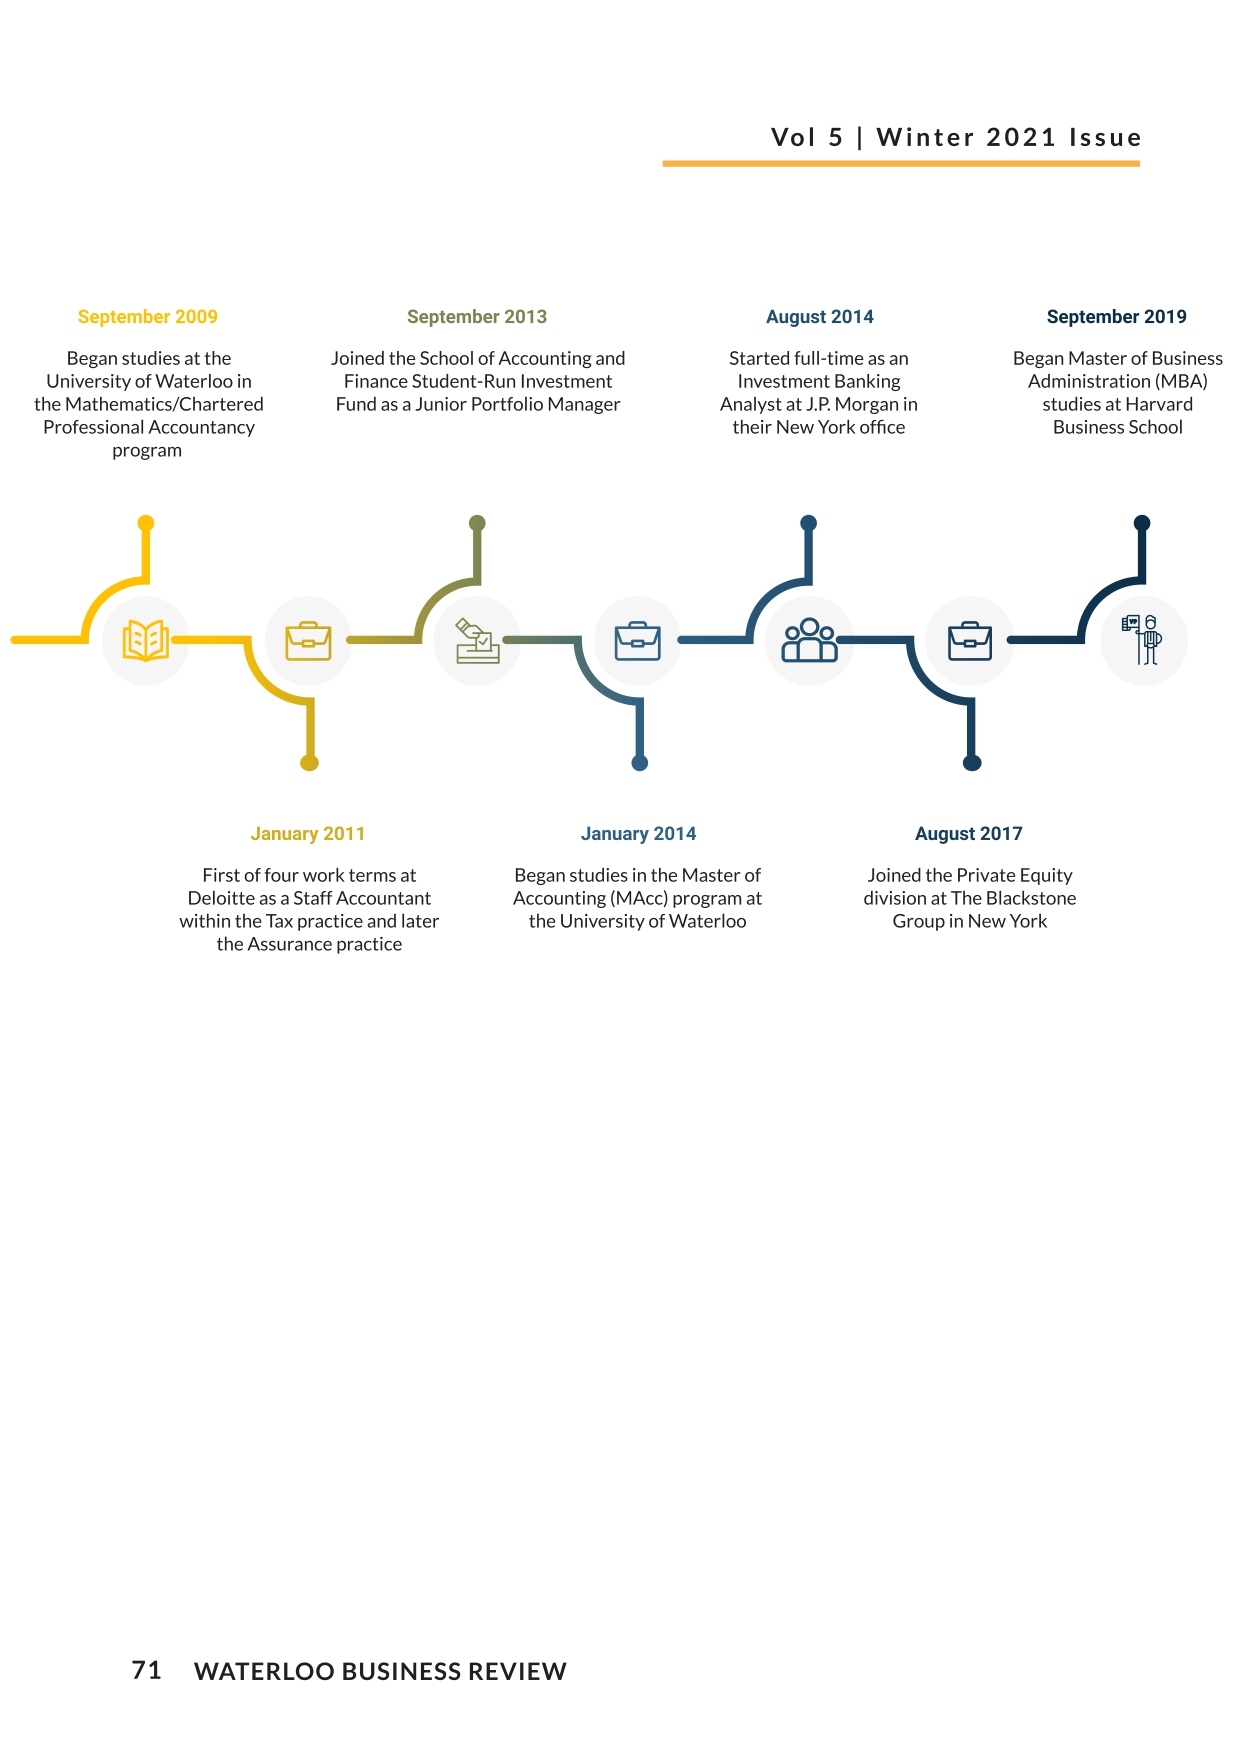 Vol 5 | Winter 2021 Issue
September 2009
Began studies at the
University of Waterloo in
the Mathematics/Chartered
Professional Accountancy
program
September 2013
Joined the School of Accounting and
Finance Student-Run Investment
Fund as a Junior Portfolio Manager
August 2014
Started full-time as an
Investment Banking
Analyst at J.P. Morgan in
their New York office
September 2019
Began Master of Business
Administration (MBA)
studies at Harvard
Business School
January 2011
First of four work terms at
Deloitte as a Staff Accountant
within the Tax practice and later
the Assurance practice
January 2014
Began studies in the Master of
Accounting (MAcc) program at
the University of Waterloo
August 2017
Joined the Private Equity
division at The Blackstone
Group in New York
71 WATERLOO BUSINESS REVIEW